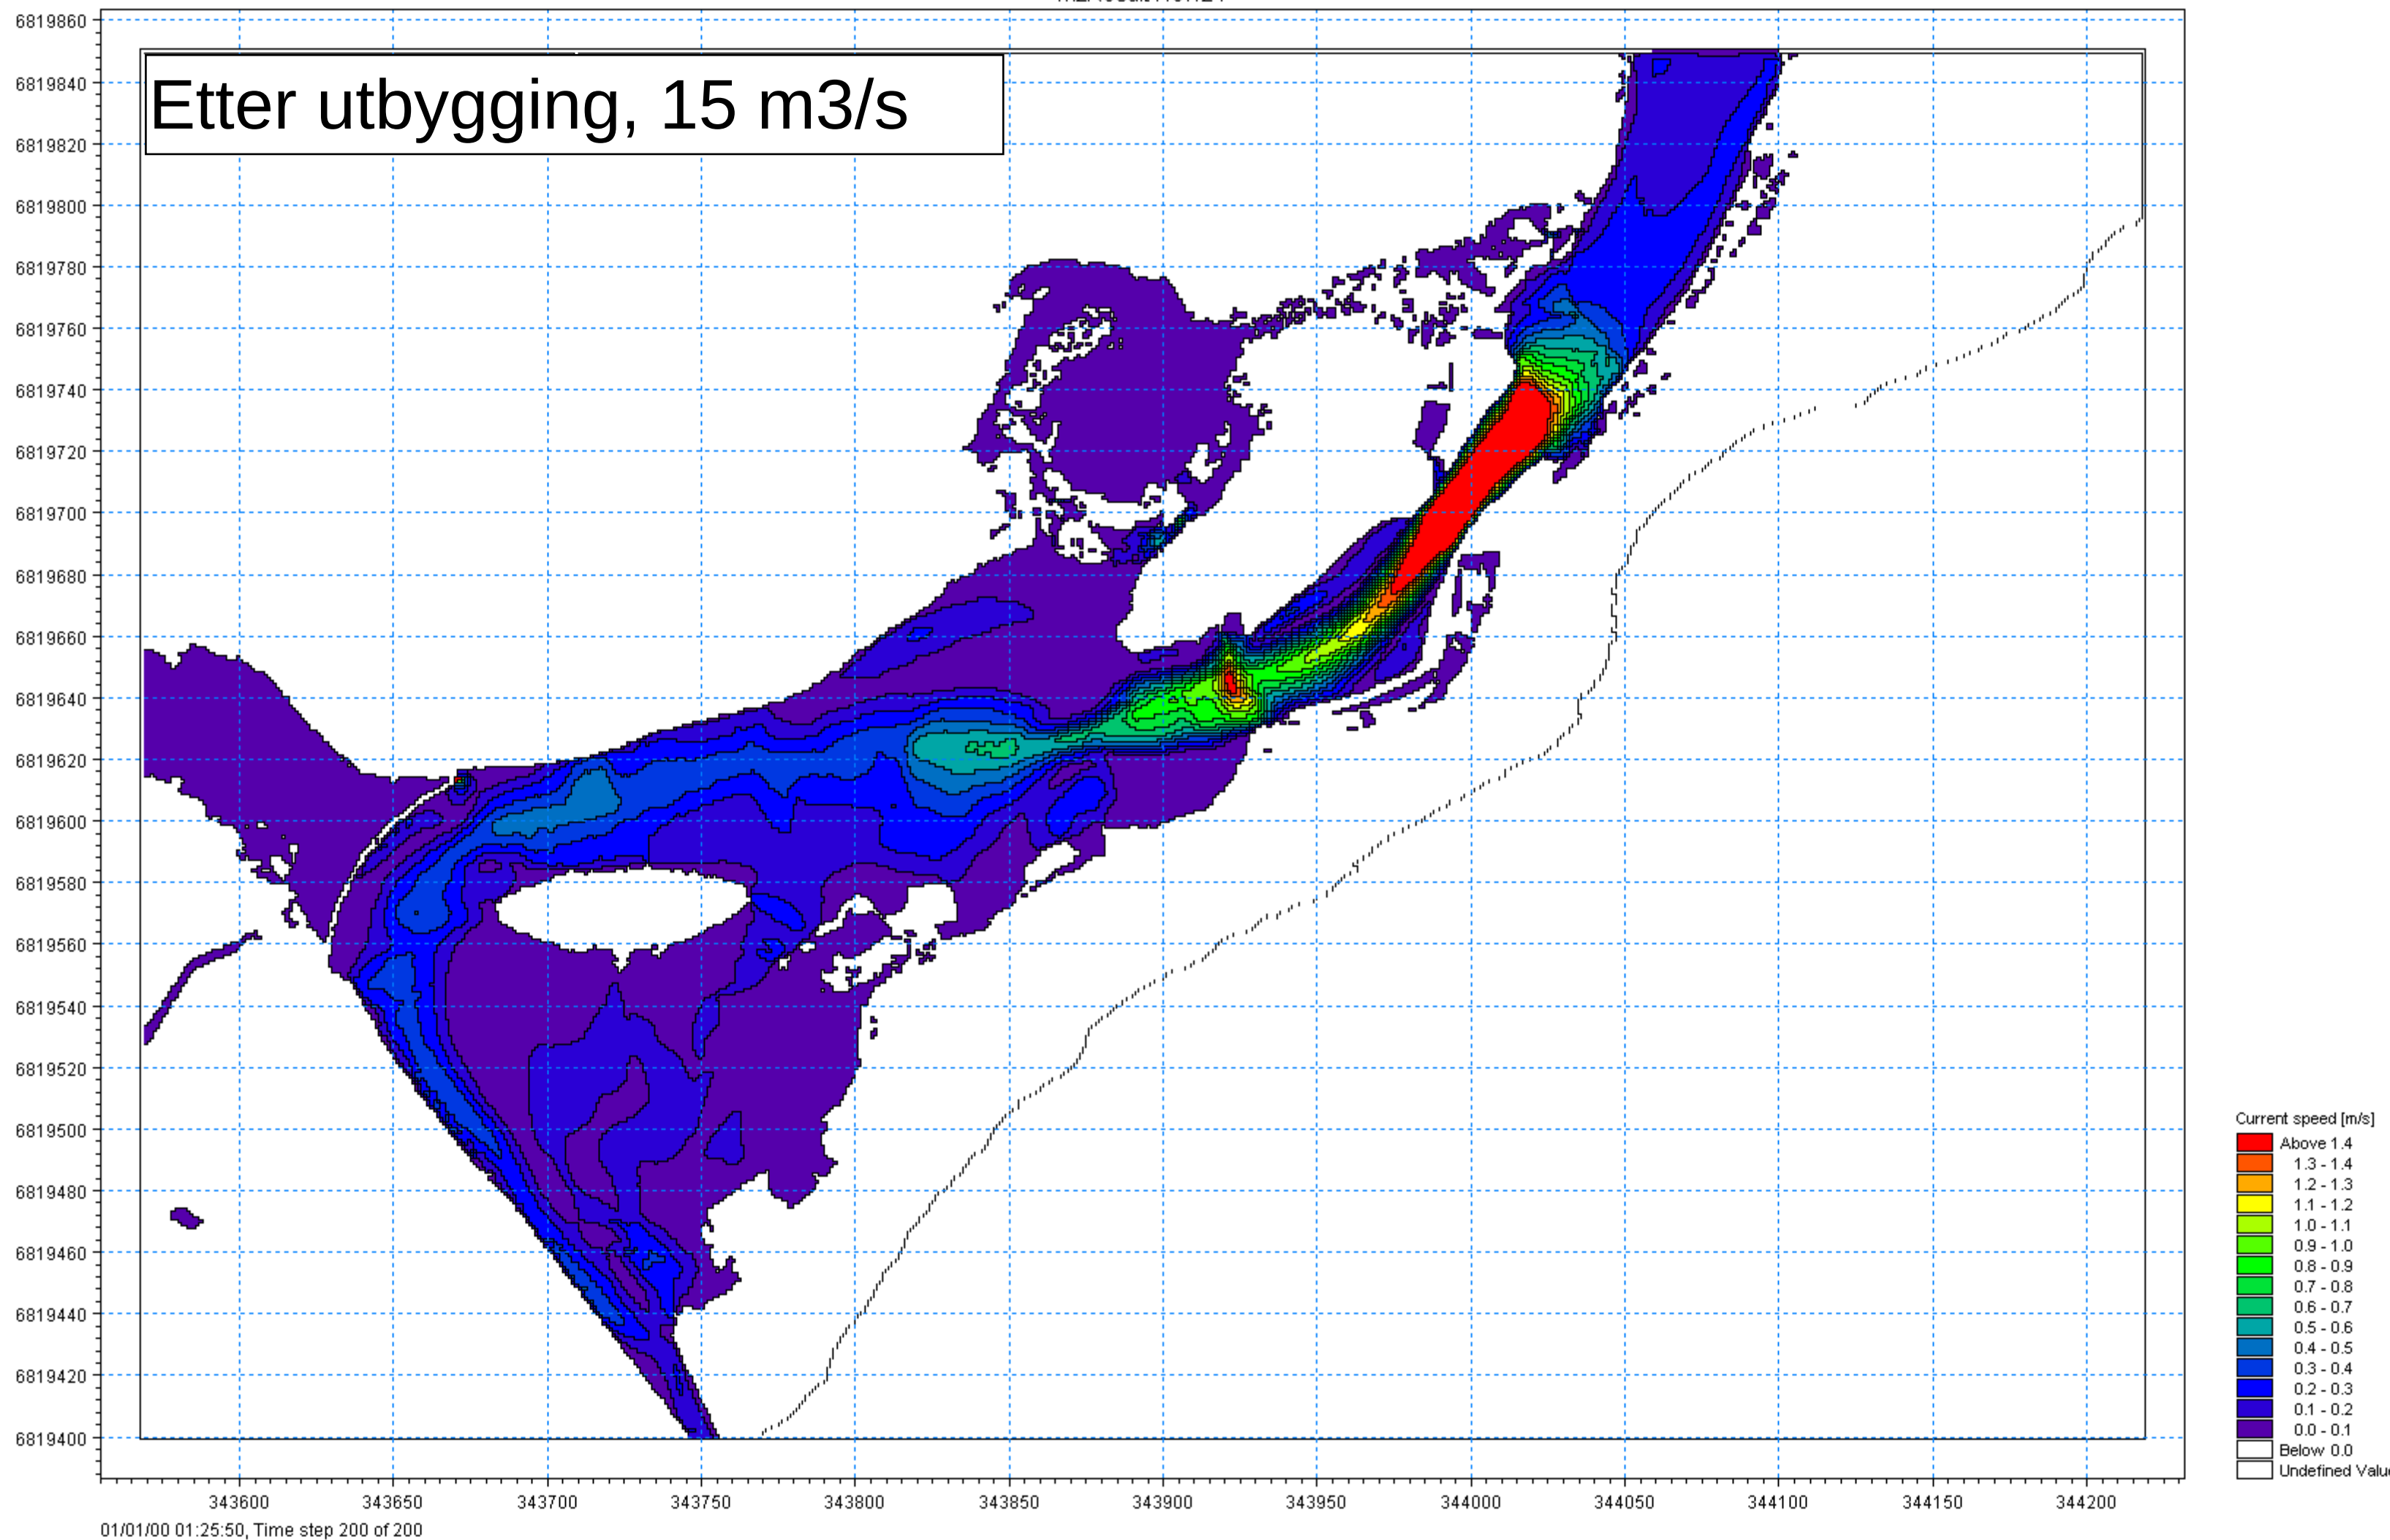 6819860
6819840
6819820
6819800
6819780
6819760
6819740
6819720
6819700
6819680
6819660
6819640
6819620
6819600
6819580
6819560
6819540
6819520
6819500
6819480
6819460
6819440
6819420
6819400
Etter utbygging, 15 m3/s
Current speed [m/s]
Above 1.4
1.3 - 1.4
1.2 - 1.3
1.1 - 1.2
1.0 - 1.1
0.9 - 1.0
0.8 - 0.9
0.7 - 0.8
0.6 - 0.7
0.5 - 0.6
0.4 - 0.5
0.3 - 0.4
0.2 - 0.3
0.1 - 0.2
0.0 - 0.1
Below 0.0
Undefined Valu
343600 343650 343700 343750 343800 343850 343900 343950 344000 344050 344100 344150 344200
01/01/00 01:25:50, Time step 200 of 200